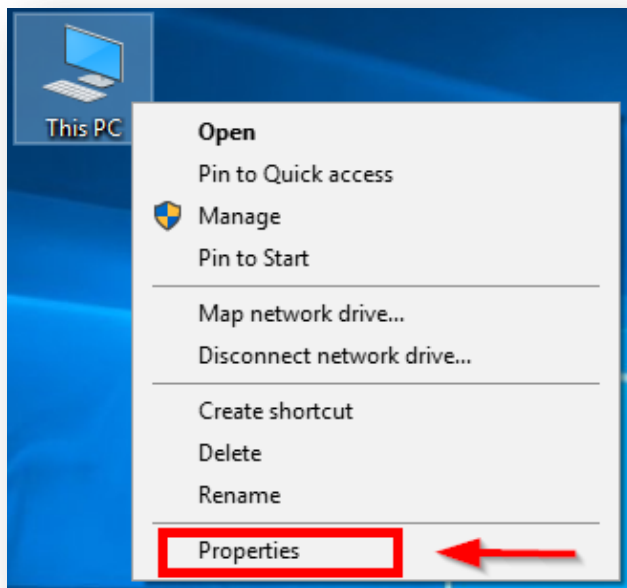 This PC
Open
Pin to Quick access
Manage
Pin to Start
Map network drive...
Disconnect network drive...
Create shortcut
Delete
Rename
Properties